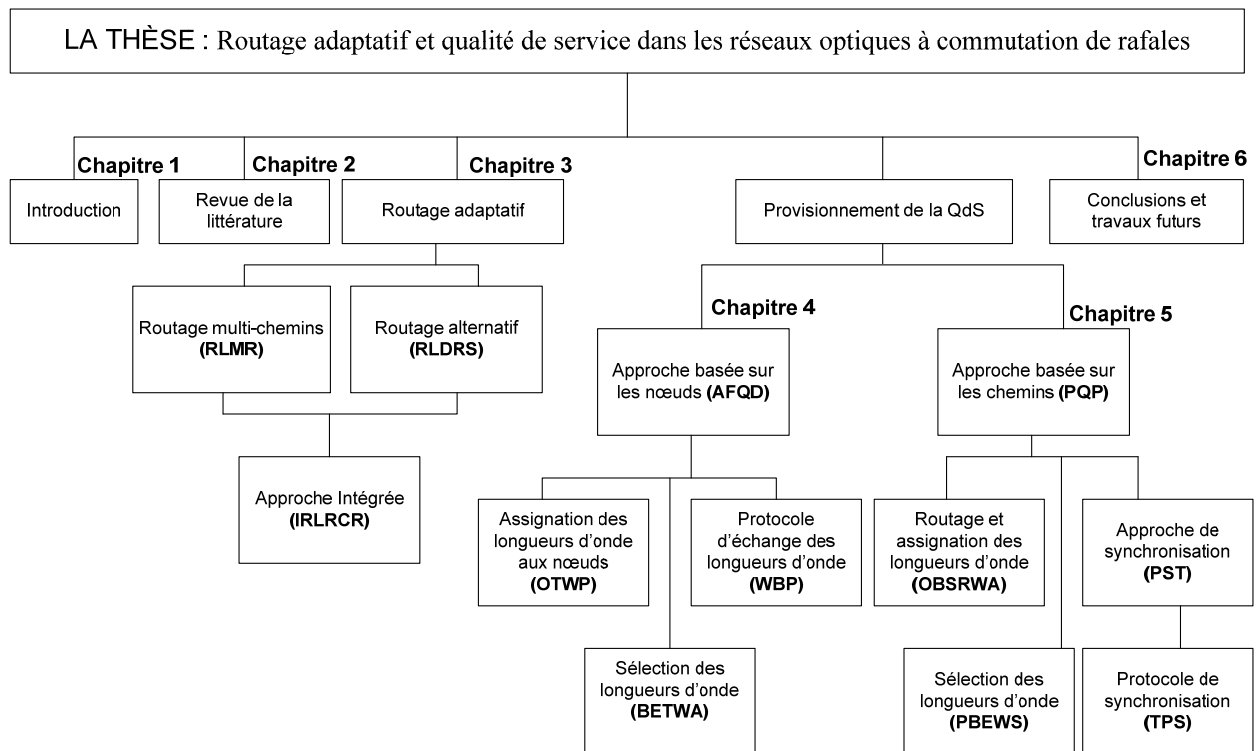 LA THÈSE : Routage adaptatif et qualité de service dans les réseaux optiques à commutation de rafales
Chapitre 1
Introduction
Chapitre 2
Revue de la
littérature
Chapitre 3
Routage adaptatif
Provisionnement de la QdS
Chapitre 6
Conclusions et
travaux futurs
Routage multi-chemins
(RLMR)
Routage alternatif
(RLDRS)
Approche Intégrée
(IRLRCR)
Chapitre 4
Approche basée sur
les nœuds (AFQD)
Chapitre 5
Approche basée sur
les chemins (PQP)
Assignation des
longueurs d’onde
aux nœuds
(OTWP)
Protocole
d’échange des
longueurs d’onde
(WBP)
Routage et
assignation des
longueurs d’onde
(OBSRWA)
Approche de
synchronisation
(PST)
Sélection des
longueurs d’onde
(BETWA)
Sélection des
longueurs d’onde
(PBEWS)
Protocole de
synchronisation
(TPS)